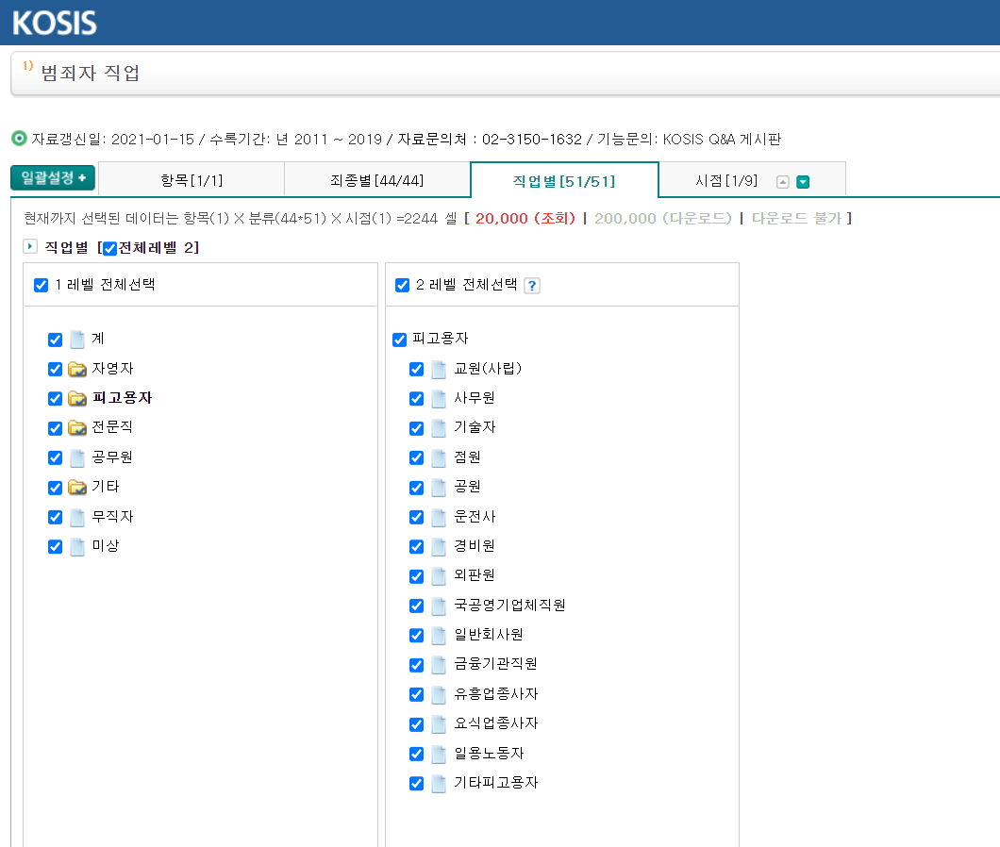 KOSIS
1) 범죄자 직업
자료갱신일: 2021-01-15 / 수록기간: 년 2011 ~ 2019 / 자료문의처 : 02-3150-1632 / 기능문의: KOSIS Q&A 게시판
일괄설정 + 항목[1/1] 죄종별[44/44] 직업별[51/51] 시점[1/9]
현재까지 선택된 데이터는 항목(1) X 분류(44*51) X 시점(1) =2244 셀 [ 20,000 (조회) | 200,000 (다운로드) | 다운로드 불가 ]
직업별 [전체레벨 2]
1 레벨 전체선택
계
자영자
피고용자
전문직
공무원
기타
무직자
미상
2 레벨 전체선택 ?
피고용자
교원(사립)
사무원
기술자
점원
공원
운전사
경비원
외판원
국공영기업체직원
일반회사원
금융기관직원
유흥업종사자
요식업종사자
일용노동자
기타피고용자